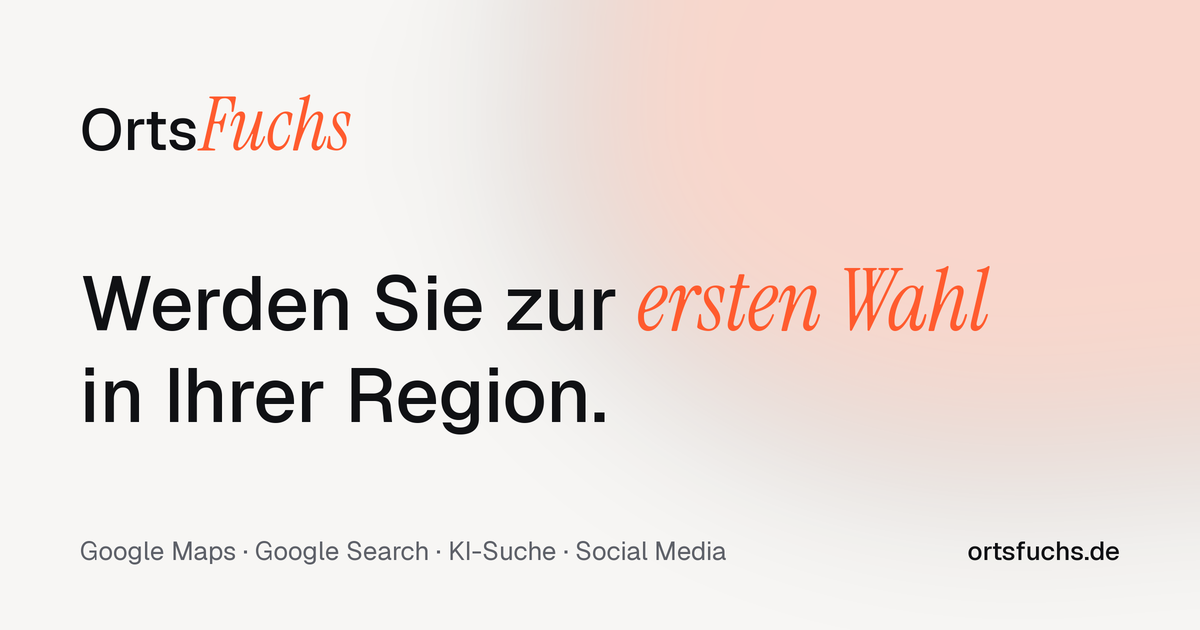 OrtsFuchs
Werden Sie zur ersten Wahl
in Ihrer Region.
Google Maps · Google Search · KI-Suche · Social Media
ortsfuchs.de